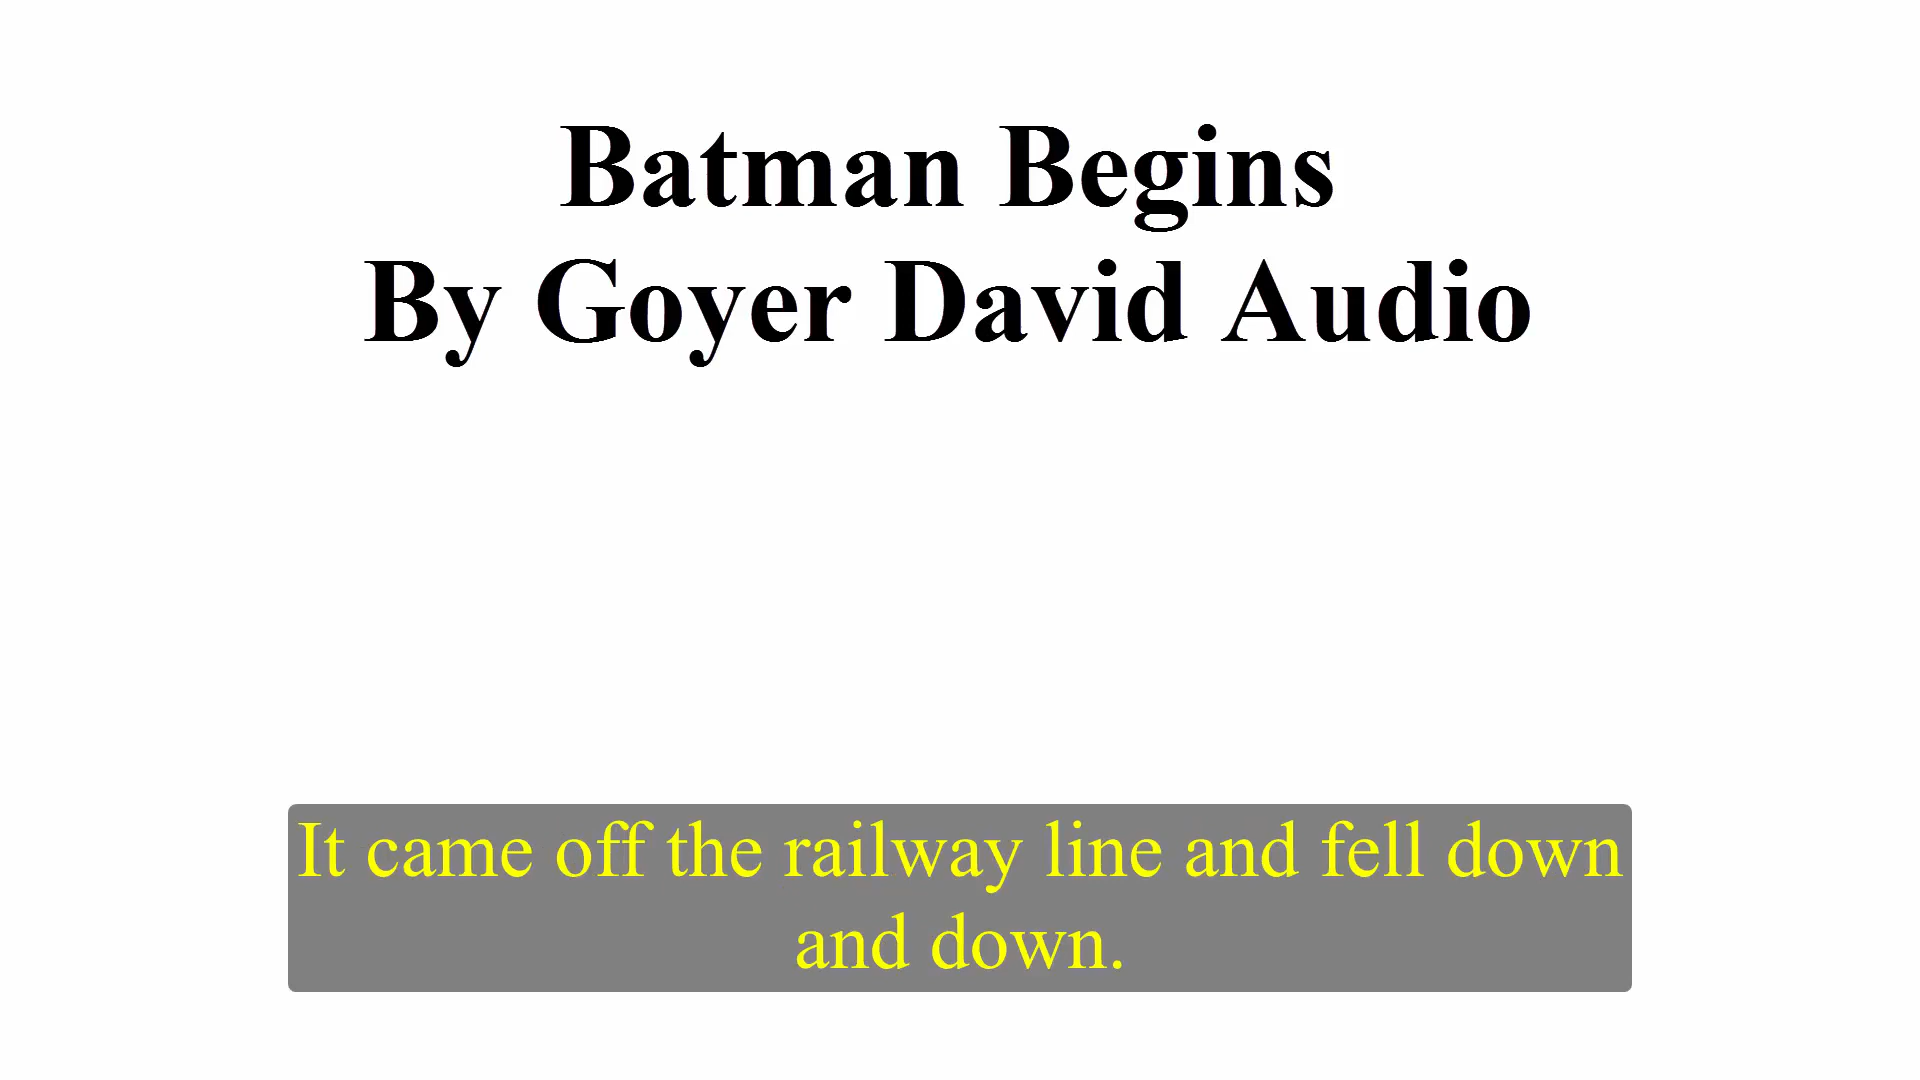 Batman Begins
By Goyer David Audio
It came off the railway line and fell down
and down.